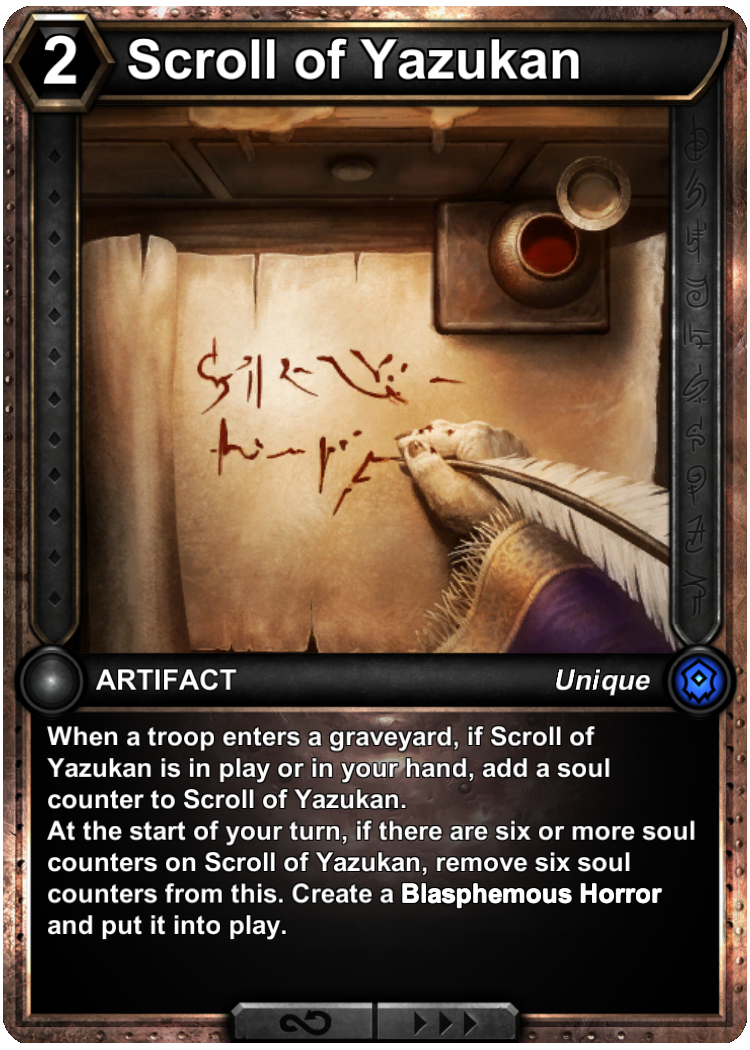 2
Scroll of Yazukan
ARTIFACT
Unique
When a troop enters a graveyard, if Scroll of
Yazukan is in play or in your hand, add a soul
counter to Scroll of Yazukan.
At the start of your turn, if there are six or more soul
counters on Scroll of Yazukan, remove six soul
counters from this. Create a Blasphemous Horror
and put it into play.